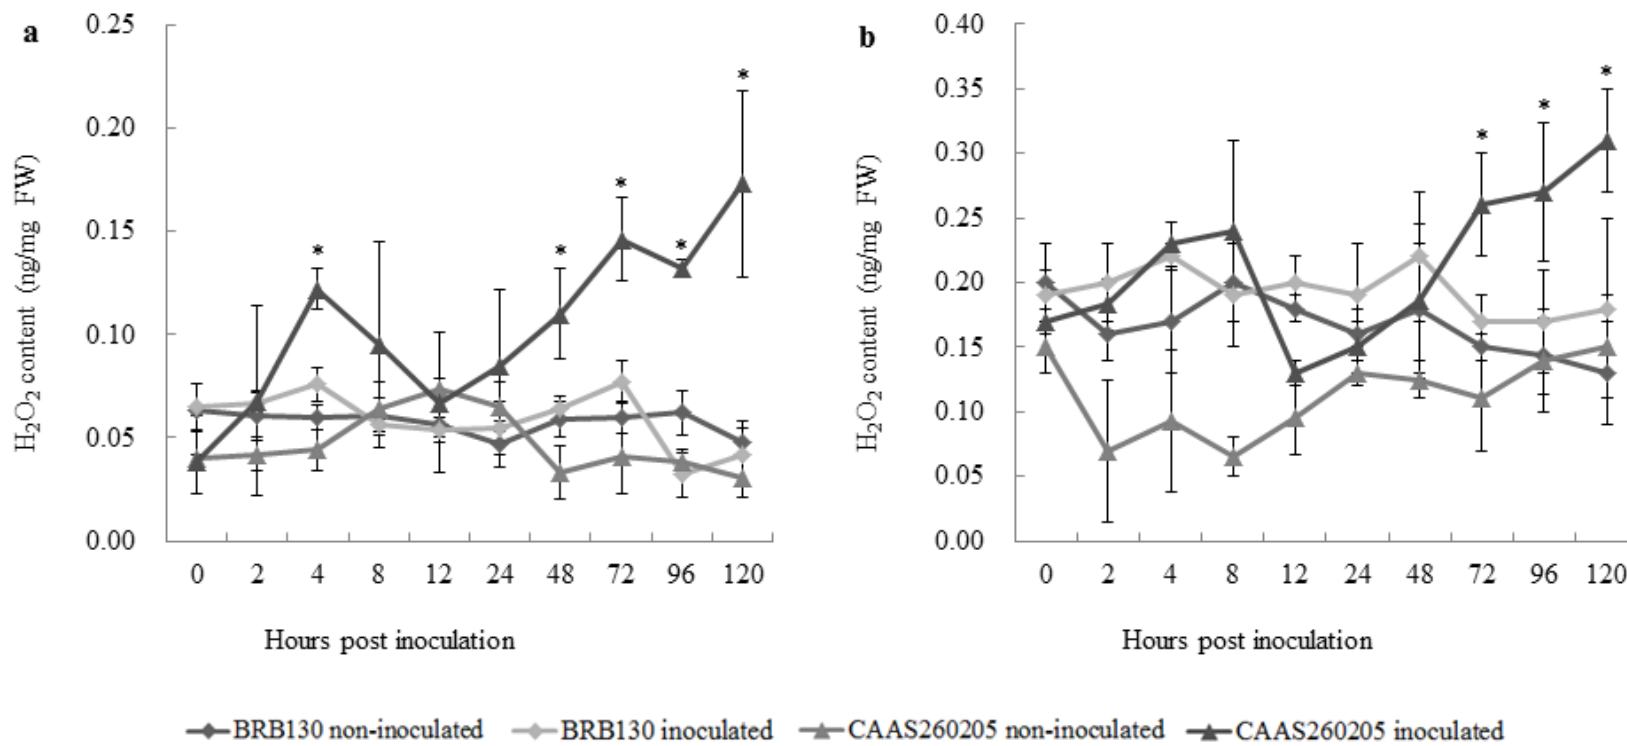 a
0.25
0.20
0.15
0.10
0.05
0.00
H₂O₂ content (ng/mg FW)
* * * * *
0 2 4 8 12 24 48 72 96 120
Hours post inoculation
b
0.40
0.35
0.30
0.25
0.20
0.15
0.10
0.05
0.00
H₂O₂ content (ng/mg FW)
* * *
0 2 4 8 12 24 48 72 96 120
Hours post inoculation
BRB130 non-inoculated BRB130 inoculated CAAS260205 non-inoculated CAAS260205 inoculated